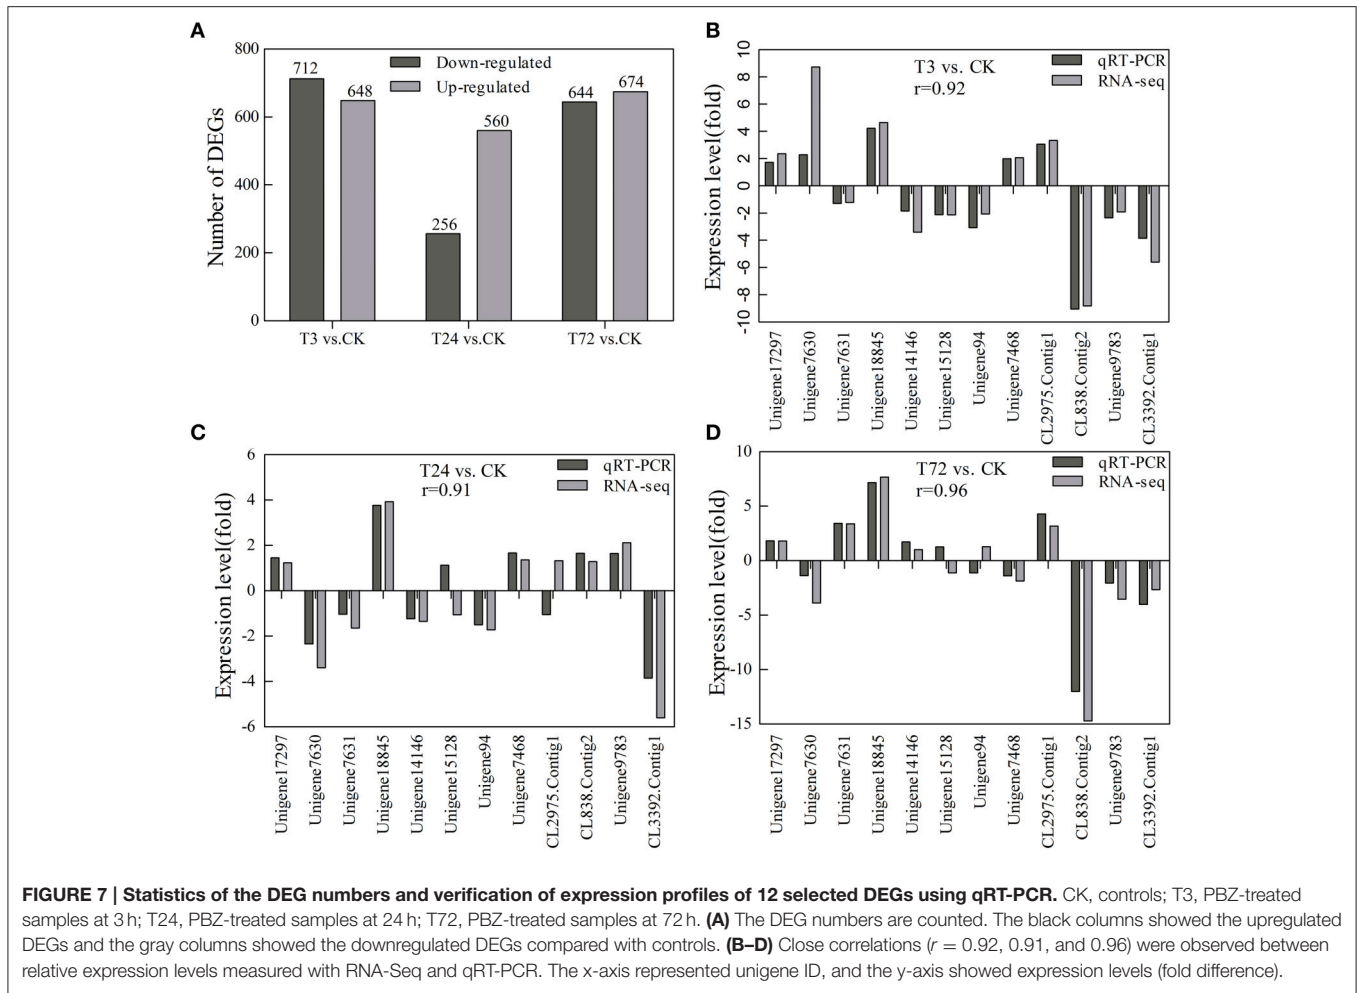 A
800
600
400
200
0
Number of DEGs
Down-regulated
Up-regulated
712
648
256
560
644
674
T3 vs.CK
T24 vs.CK
T72 vs.CK
B
10
8
6
4
2
0
-2
-4
-6
-8
-10
Expression level(fold)
T3 vs. CK
r=0.92
qRT-PCR
RNA-seq
Unigene17297
Unigene7630
Unigene7631
Unigene18845
Unigene14146
Unigene15128
Unigene94
Unigene7468
CL2975.Contig1
CL838.Contig2
Unigene9783
CL3392.Contig1
C
6
4
2
0
-2
-4
-6
Expression level(fold)
T24 vs. CK
r=0.91
qRT-PCR
RNA-seq
Unigene17297
Unigene7630
Unigene7631
Unigene18845
Unigene14146
Unigene15128
Unigene94
Unigene7468
CL2975.Contig1
CL838.Contig2
Unigene9783
CL3392.Contig1
D
10
5
0
-5
-10
-15
Expression level(fold)
T72 vs. CK
r=0.96
qRT-PCR
RNA-seq
Unigene17297
Unigene7630
Unigene7631
Unigene18845
Unigene14146
Unigene15128
Unigene94
Unigene7468
CL2975.Contig1
CL838.Contig2
Unigene9783
CL3392.Contig1
FIGURE 7 | Statistics of the DEG numbers and verification of expression profiles of 12 selected DEGs using qRT-PCR. CK, controls; T3, PBZ-treated
samples at 3 h; T24, PBZ-treated samples at 24 h; T72, PBZ-treated samples at 72 h. (A) The DEG numbers are counted. The black columns showed the upregulated
DEGs and the gray columns showed the downregulated DEGs compared with controls. (B–D) Close correlations (r = 0.92, 0.91, and 0.96) were observed between
relative expression levels measured with RNA-Seq and qRT-PCR. The x-axis represented unigene ID, and the y-axis showed expression levels (fold difference).